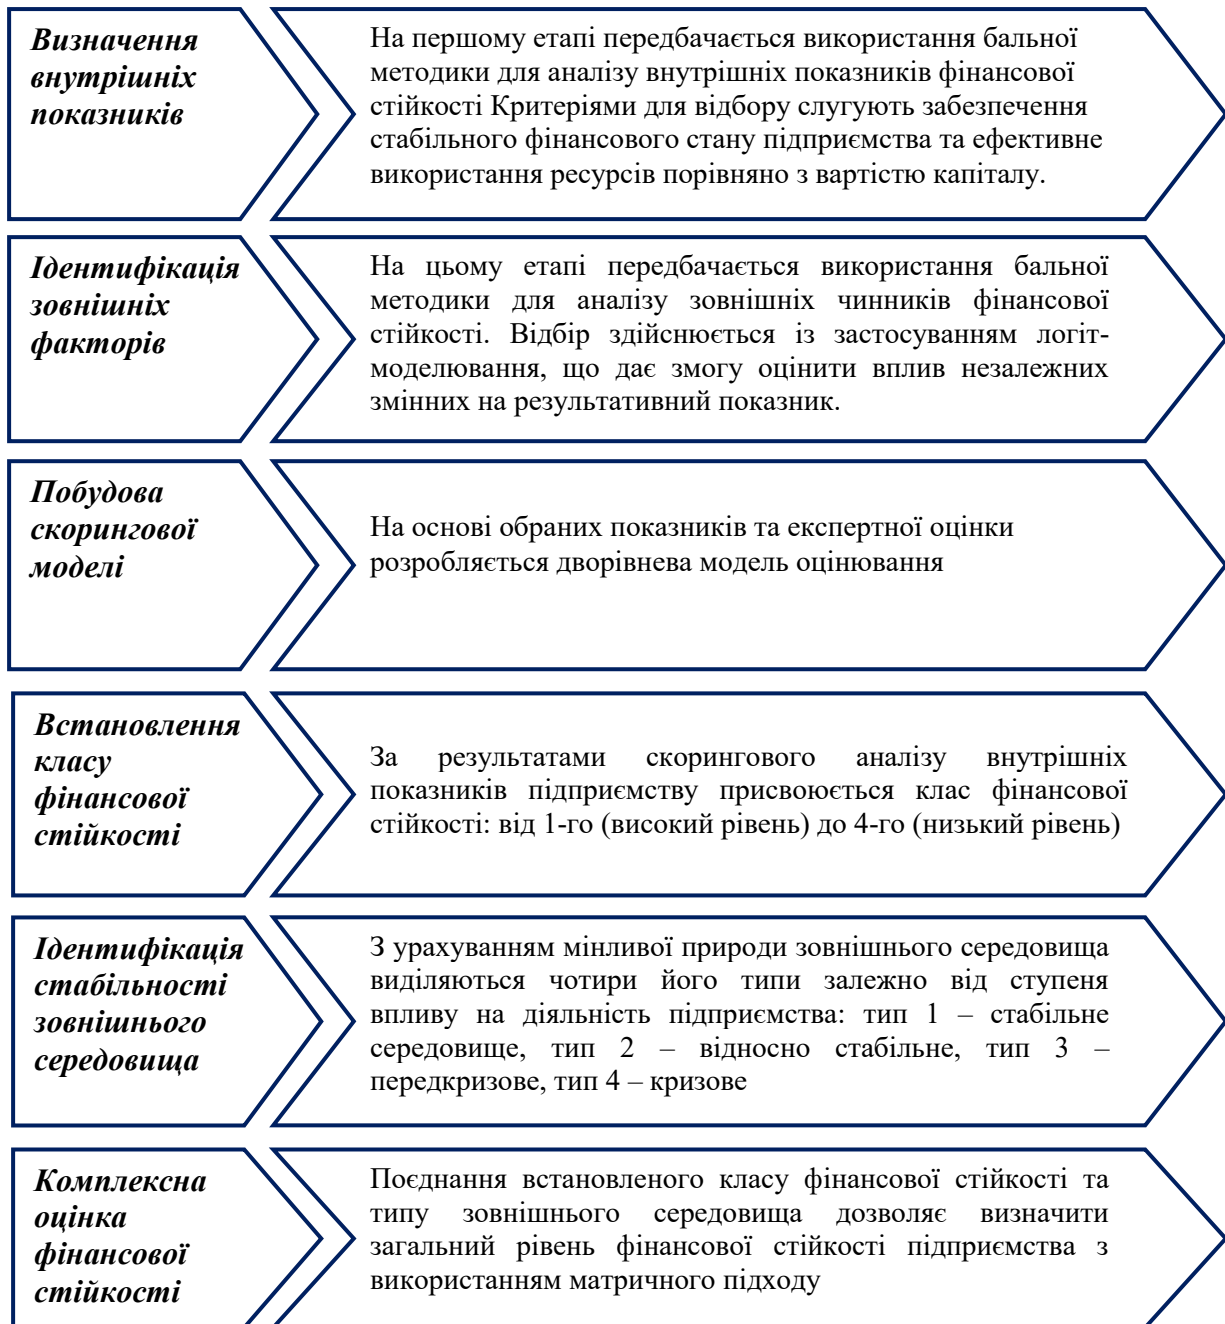 Визначення
внутрішніх
показників
На першому етапі передбачається використання бальної
методики для аналізу внутрішніх показників фінансової
стійкості Критеріями для відбору слугують забезпечення
стабільного фінансового стану підприємства та ефективне
використання ресурсів порівняно з вартістю капіталу.
Ідентифікація
зовнішніх
факторів
На цьому етапі передбачається використання бальної
методики для аналізу зовнішніх чинників фінансової
стійкості. Відбір здійснюється із застосуванням логіт-
моделювання, що дає змогу оцінити вплив незалежних
змінних на результативний показник.
Побудова
скорингової
моделі
На основі обраних показників та експертної оцінки
розробляється дворівнева модель оцінювання
Встановлення
класу
фінансової
стійкості
За результатами скорингового аналізу внутрішніх
показників підприємству присвоюється клас фінансової
стійкості: від 1-го (високий рівень) до 4-го (низький рівень)
Ідентифікація
стабільності
зовнішнього
середовища
З урахуванням мінливої природи зовнішнього середовища
виділяються чотири його типи залежно від ступеня
впливу на діяльність підприємства: тип 1 – стабільне
середовище, тип 2 – відносно стабільне, тип 3 –
передкризове, тип 4 – кризове
Комплексна
оцінка
фінансової
стійкості
Поєднання встановленого класу фінансової стійкості та
типу зовнішнього середовища дозволяє визначити
загальний рівень фінансової стійкості підприємства з
використанням матричного підходу